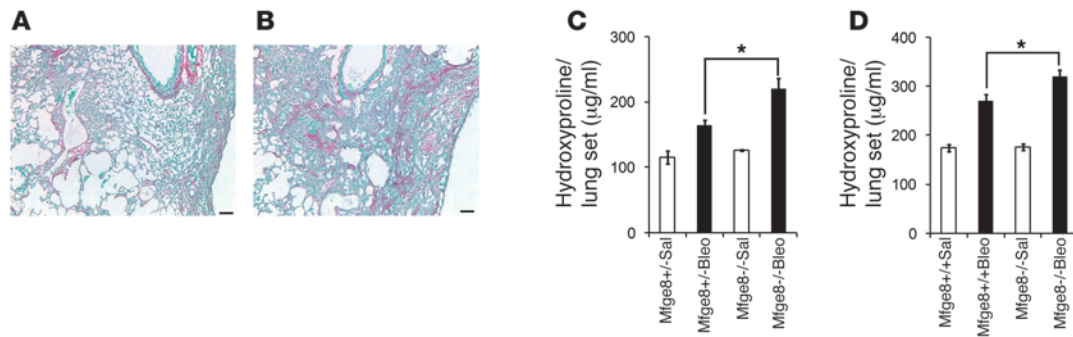 A
B
C
D
Hydroxyproline/
lung set (µg/ml)
300
200
100
0
Mfge8+/-Sal
Mfge8+/-Bleo
Mfge8-/-Sal
Mfge8-/-Bleo
*
Hydroxyproline/
lung set (µg/ml)
400
300
200
100
0
Mfge8+/+Sal
Mfge8+/+Bleo
Mfge8-/-Sal
Mfge8-/-Bleo
*